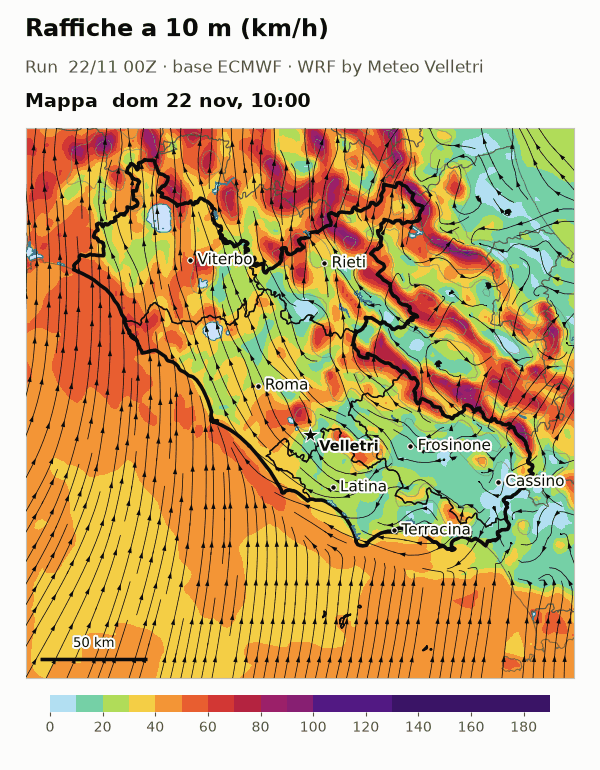 Raffiche a 10 m (km/h)
Run 22/11 00Z · base ECMWF · WRF by Meteo Velletri
Mappa dom 22 nov, 10:00
Viterbo
Rieti
Roma
Velletri
Frosinone
Cassino
Latina
Terracina
50 km
0 20 40 60 80 100 120 140 160 180